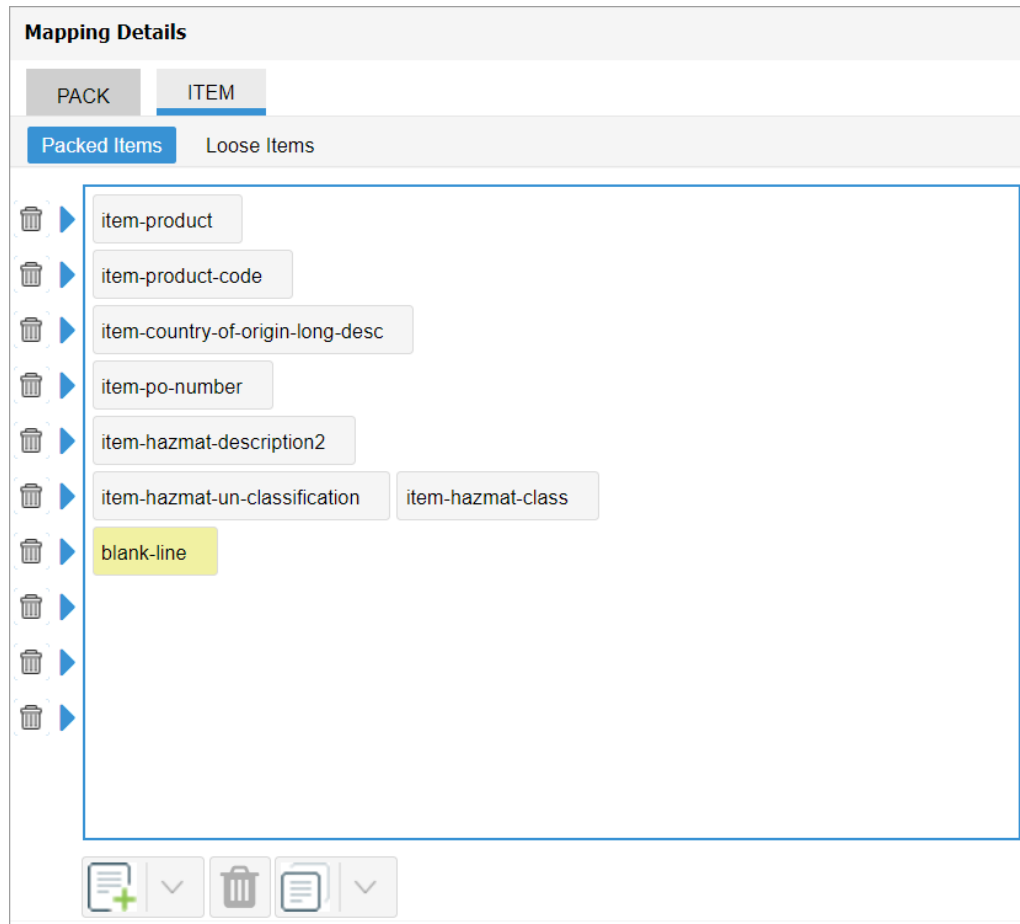 Mapping Details
PACK ITEM
Packed Items Loose Items
item-product
item-product-code
item-country-of-origin-long-desc
item-po-number
item-hazmat-description2
item-hazmat-un-classification item-hazmat-class
blank-line